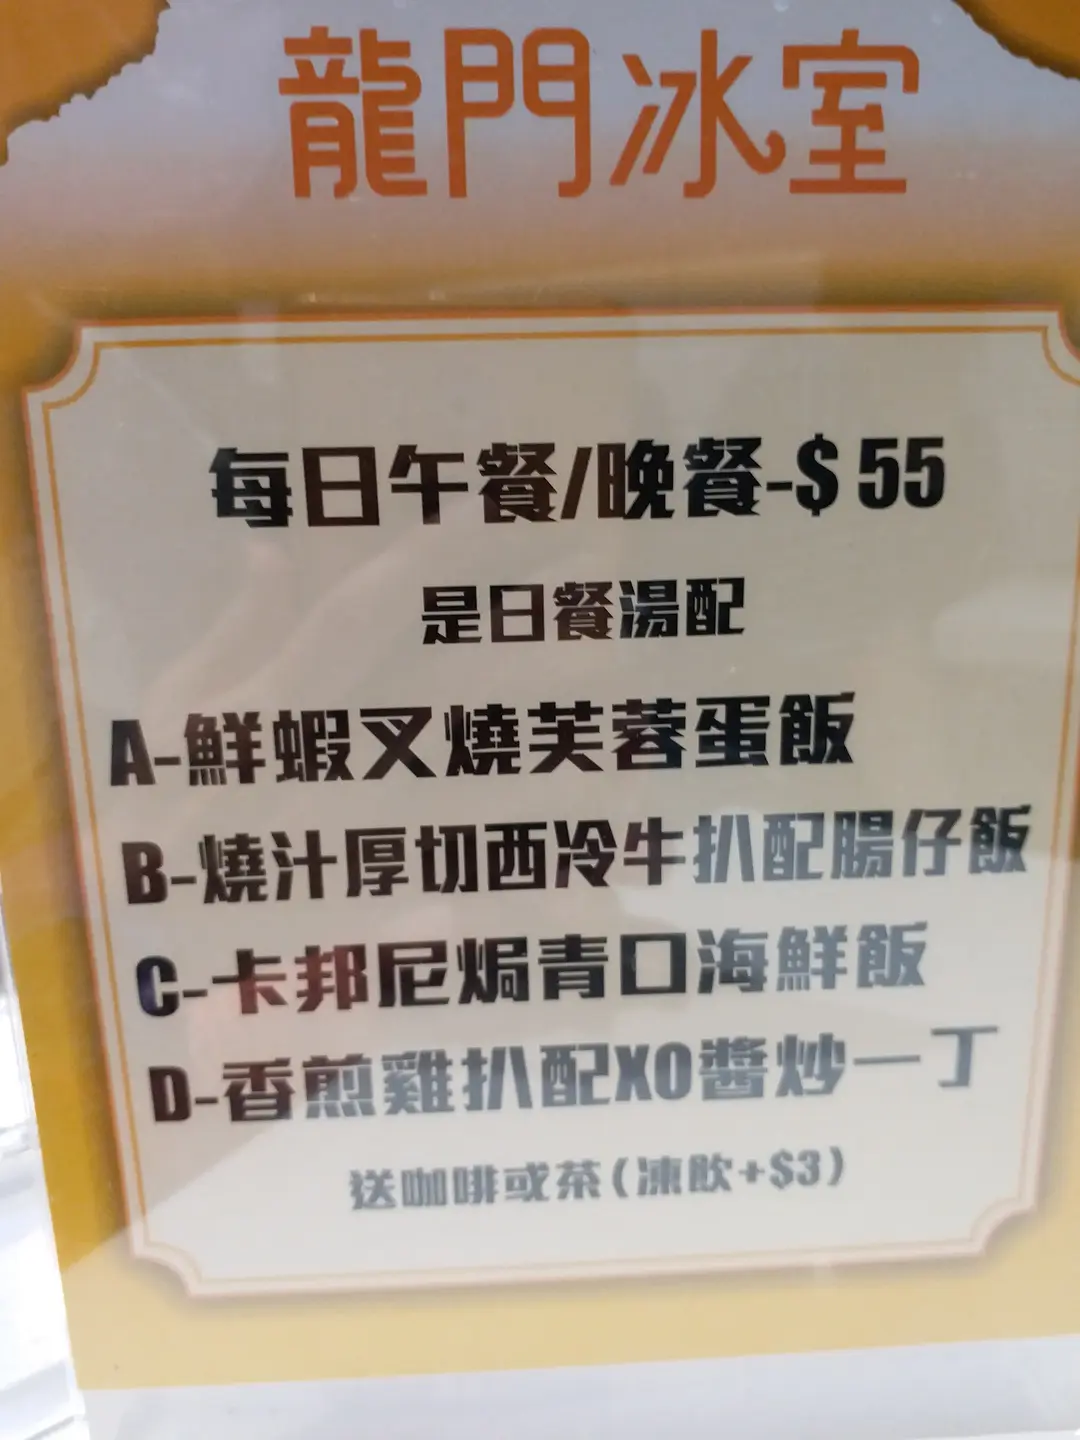 龍門冰室
每日午餐/晚餐-$55
是日餐湯配
A-鮮蝦叉燒芙蓉蛋飯
B-燒汁厚切西冷牛扒配腸仔飯
C-卡邦尼焗青口海鮮飯
D-香煎雞扒配XO醬炒一丁
送咖啡或茶(凍飲+$3)